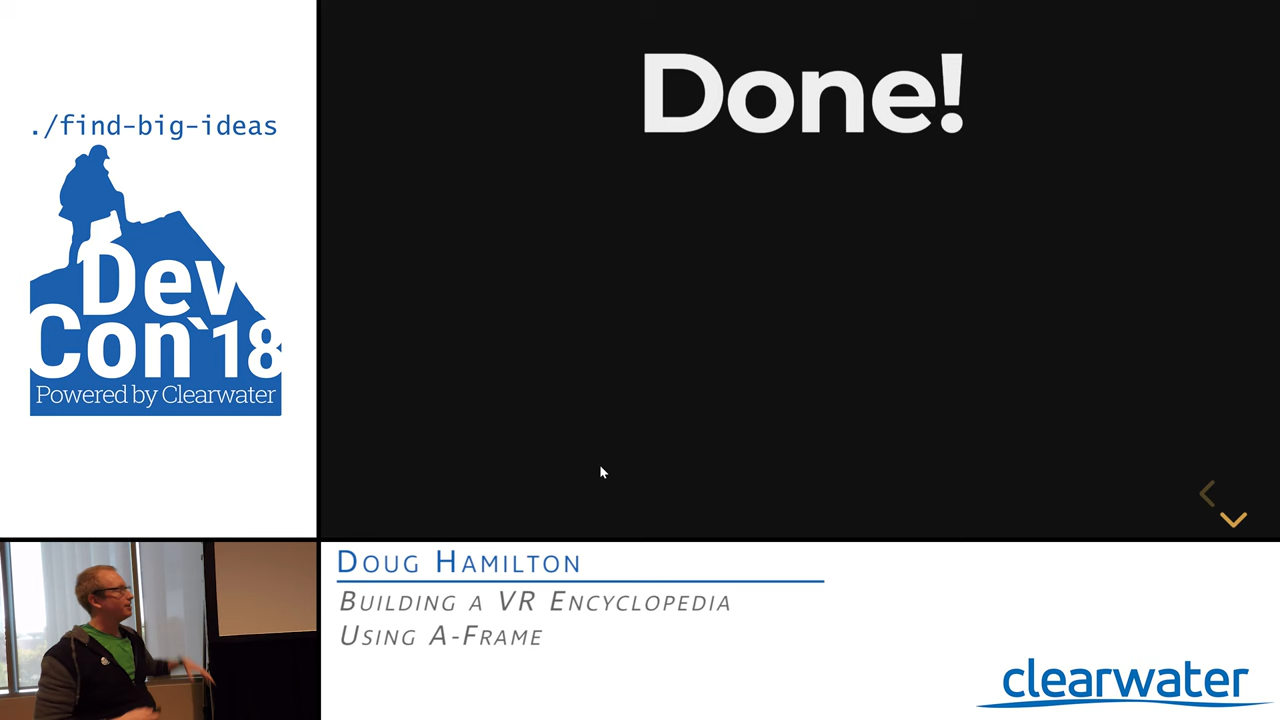 ./find-big-ideas
Dev
Con`18
Powered by Clearwater
Done!
Doug Hamilton
Building a VR Encyclopedia
Using A-Frame
clearwater